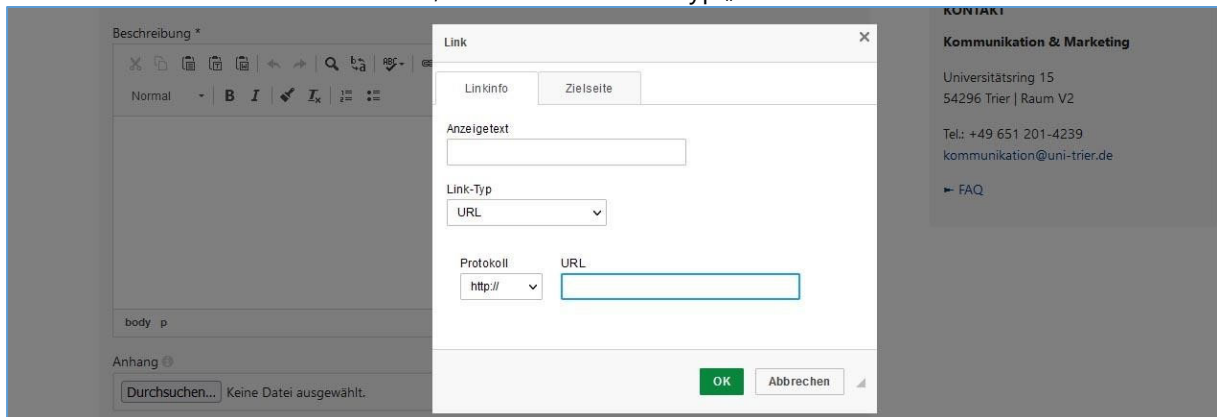 Beschreibung *
Normal
B I Ix
body p
Anhang
Durchsuchen... Keine Datei ausgewählt.
Link
Linkinfo Zielseite
Anzeigetext
Link-Typ
URL
Protokoll URL
http://
OK Abbrechen
KONTAKT
Kommunikation & Marketing
Universitätsring 15
54296 Trier | Raum V2
Tel.: +49 651 201-4239
kommunikation@uni-trier.de
► FAQ